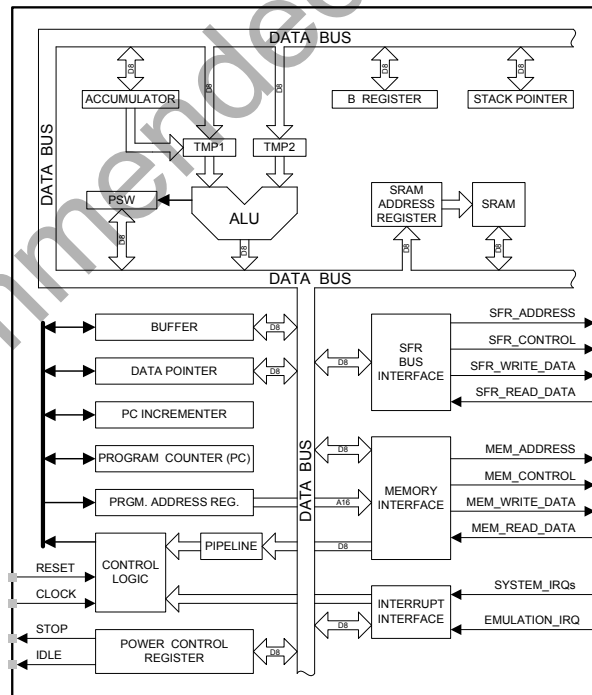 DATA BUS
D8
D8
D8
D8
D8
ACCUMULATOR
B REGISTER
STACK POINTER
DATA BUS
TMP1
TMP2
PSW
ALU
SRAM
ADDRESS
REGISTER
SRAM
D8
D8
D8
D8
DATA BUS
BUFFER
D8
DATA POINTER
D8
PC INCREMENTER
PROGRAM COUNTER (PC)
PRGM. ADDRESS REG.
A16
DATA BUS
D8
SFR
BUS
INTERFACE
SFR_ADDRESS
SFR_CONTROL
SFR_WRITE_DATA
SFR_READ_DATA
D8
MEMORY
INTERFACE
MEM_ADDRESS
MEM_CONTROL
MEM_WRITE_DATA
MEM_READ_DATA
CONTROL
LOGIC
PIPELINE
D8
RESET
CLOCK
STOP
IDLE
POWER CONTROL
REGISTER
D8
D8
INTERRUPT
INTERFACE
SYSTEM_IRQs
EMULATION_IRQ
mmended